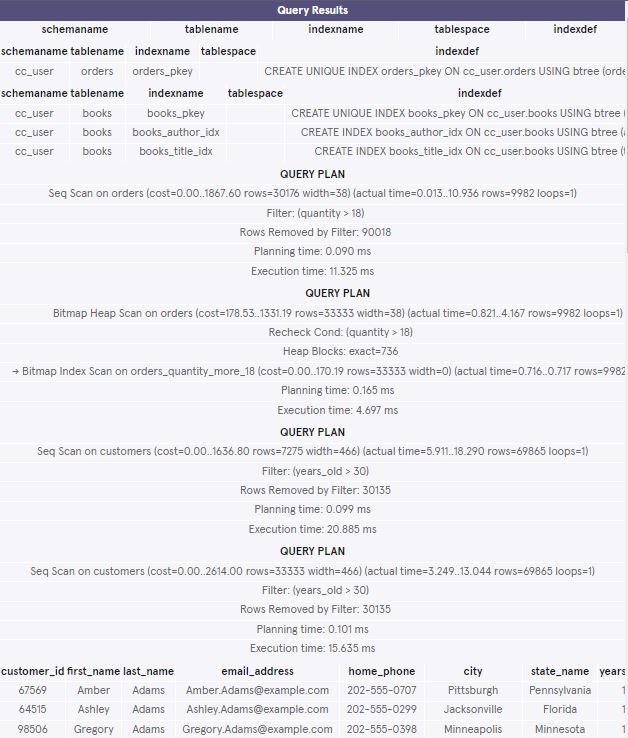 Query Results
schemaname tablename indexname tablespace indexdef
schemaname tablename indexname tablespace indexdef
cc_user orders orders_pkey CREATE UNIQUE INDEX orders_pkey ON cc_user.orders USING btree (orde
schemaname tablename indexname tablespace indexdef
cc_user books books_pkey CREATE UNIQUE INDEX books_pkey ON cc_user.books USING btree (
cc_user books books_author_idx CREATE INDEX books_author_idx ON cc_user.books USING btree (a
cc_user books books_title_idx CREATE INDEX books_title_idx ON cc_user.books USING btree (t
QUERY PLAN
Seq Scan on orders (cost=0.00..1867.60 rows=30176 width=38) (actual time=0.013..10.936 rows=9982 loops=1)
Filter: (quantity > 18)
Rows Removed by Filter: 90018
Planning time: 0.090 ms
Execution time: 11.325 ms
QUERY PLAN
Bitmap Heap Scan on orders (cost=178.53..1331.19 rows=33333 width=38) (actual time=0.821..4.167 rows=9982 loops=1)
Recheck Cond: (quantity > 18)
Heap Blocks: exact=736
→ Bitmap Index Scan on orders_quantity_more_18 (cost=0.00..170.19 rows=33333 width=0) (actual time=0.716..0.717 rows=9982
Planning time: 0.165 ms
Execution time: 4.697 ms
QUERY PLAN
Seq Scan on customers (cost=0.00..1636.80 rows=7275 width=466) (actual time=5.911..18.290 rows=69865 loops=1)
Filter: (years_old > 30)
Rows Removed by Filter: 30135
Planning time: 0.099 ms
Execution time: 20.885 ms
QUERY PLAN
Seq Scan on customers (cost=0.00..2614.00 rows=33333 width=466) (actual time=3.249..13.044 rows=69865 loops=1)
Filter: (years_old > 30)
Rows Removed by Filter: 30135
Planning time: 0.101 ms
Execution time: 15.635 ms
customer_id first_name last_name email_address home_phone city state_name years
67569 Amber Adams Amber.Adams@example.com 202-555-0707 Pittsburgh Pennsylvania 1
64515 Ashley Adams Ashley.Adams@example.com 202-555-0299 Jacksonville Florida 1
98506 Gregory Adams Gregory.Adams@example.com 202-555-0398 Minneapolis Minnesota 1